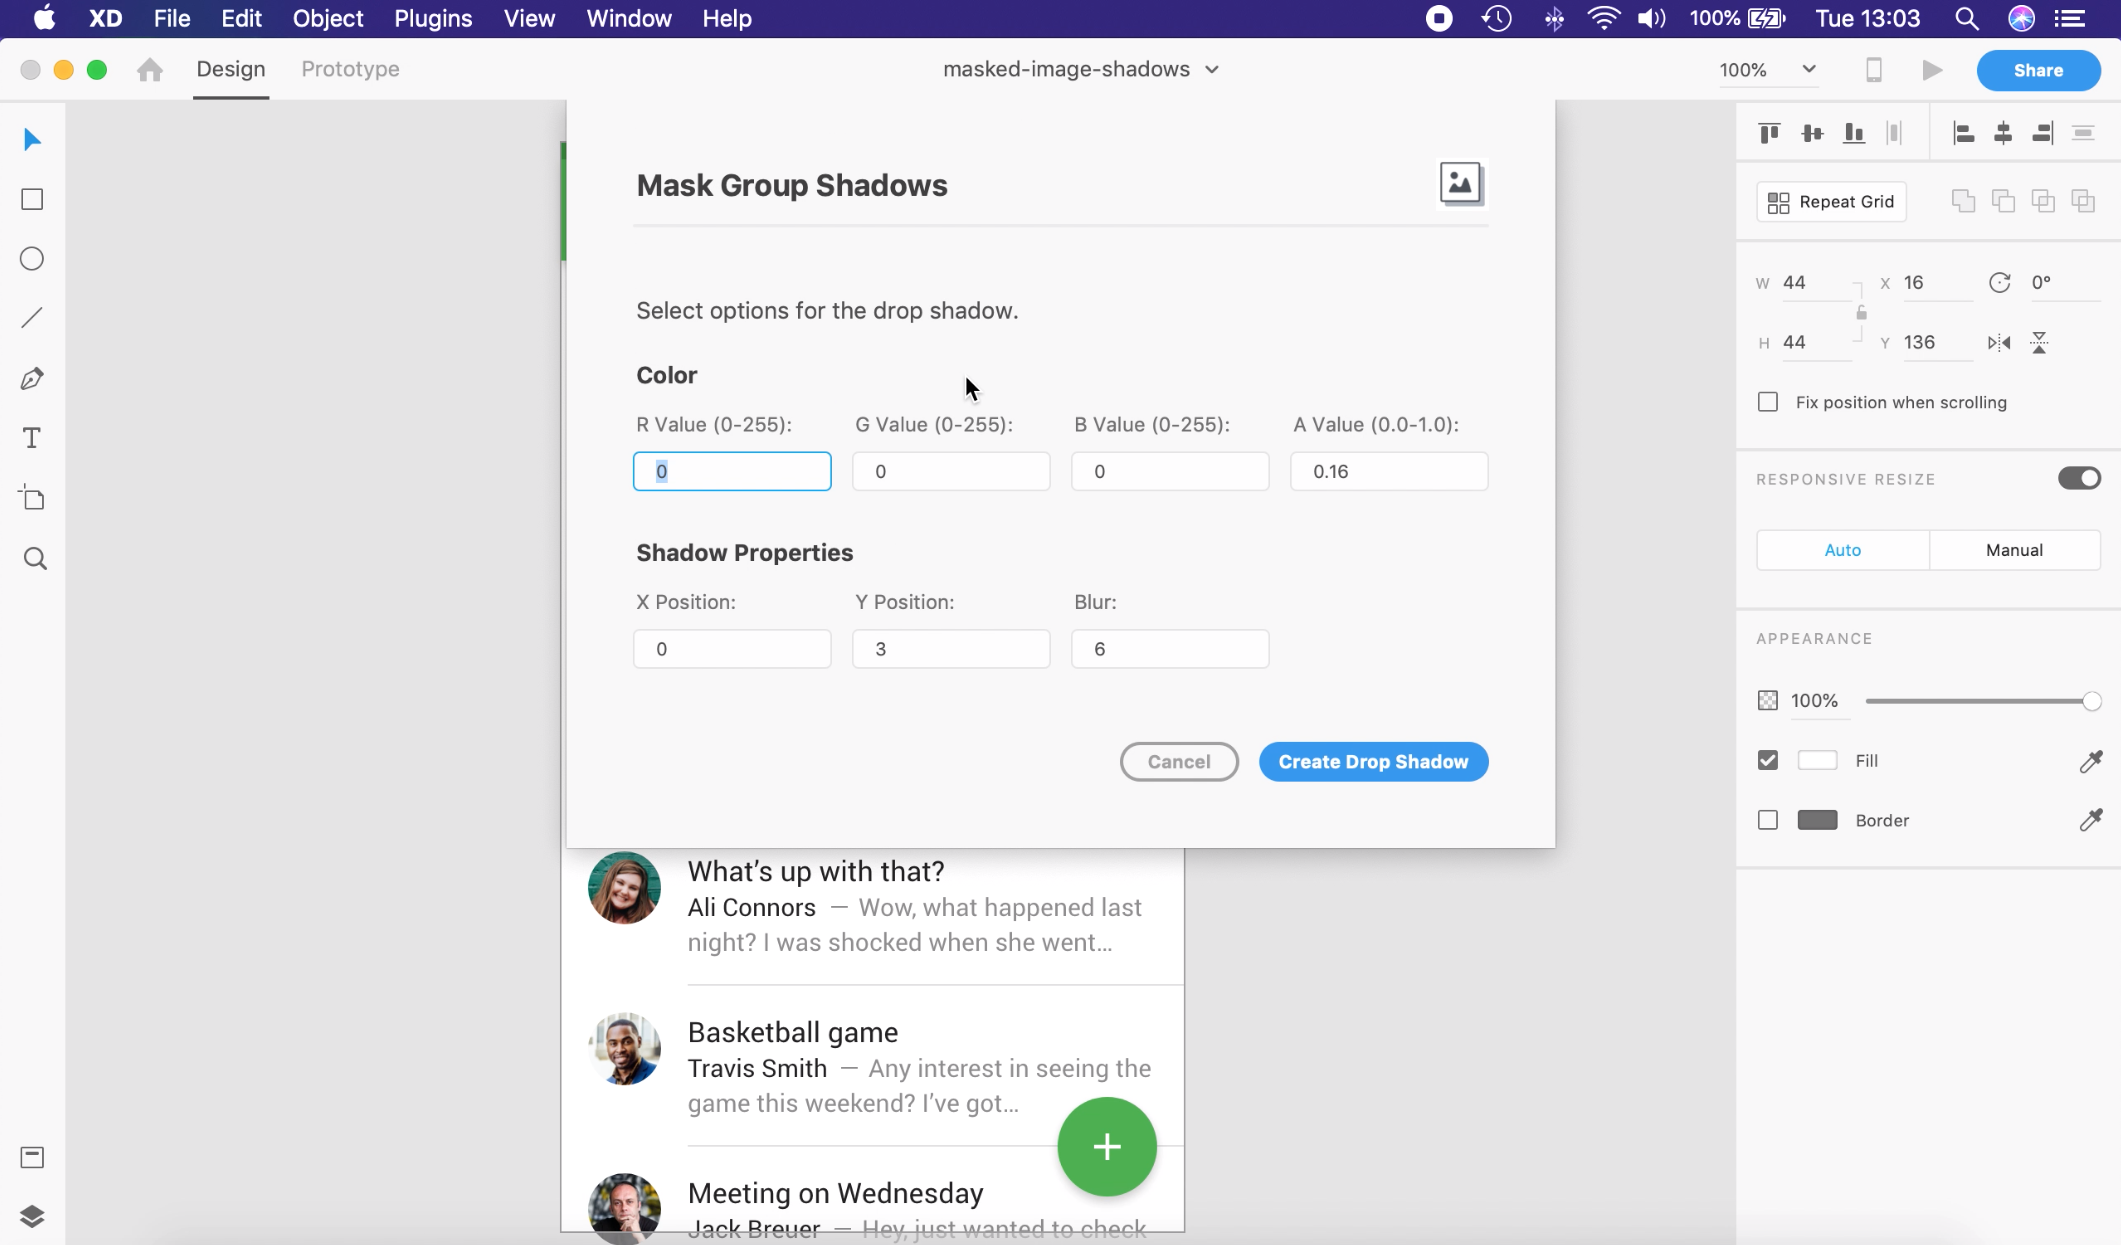 XD File Edit Object Plugins View Window Help 100% Tue 13:03
Design Prototype masked-image-shadows 100% Share
Mask Group Shadows
Select options for the drop shadow.
Color
R Value (0-255): G Value (0-255): B Value (0-255): A Value (0.0-1.0):
0 0 0 0.16
Shadow Properties
X Position: Y Position: Blur:
0 3 6
Cancel Create Drop Shadow
What's up with that?
Ali Connors — Wow, what happened last
night? I was shocked when she went...
Basketball game
Travis Smith — Any interest in seeing the
game this weekend? I've got...
+
Meeting on Wednesday
Jack Breuer — Hey, just wanted to check
Repeat Grid
W 44 X 16 0°
H 44 Y 136
Fix position when scrolling
RESPONSIVE RESIZE
Auto Manual
APPEARANCE
100%
Fill
Border
T